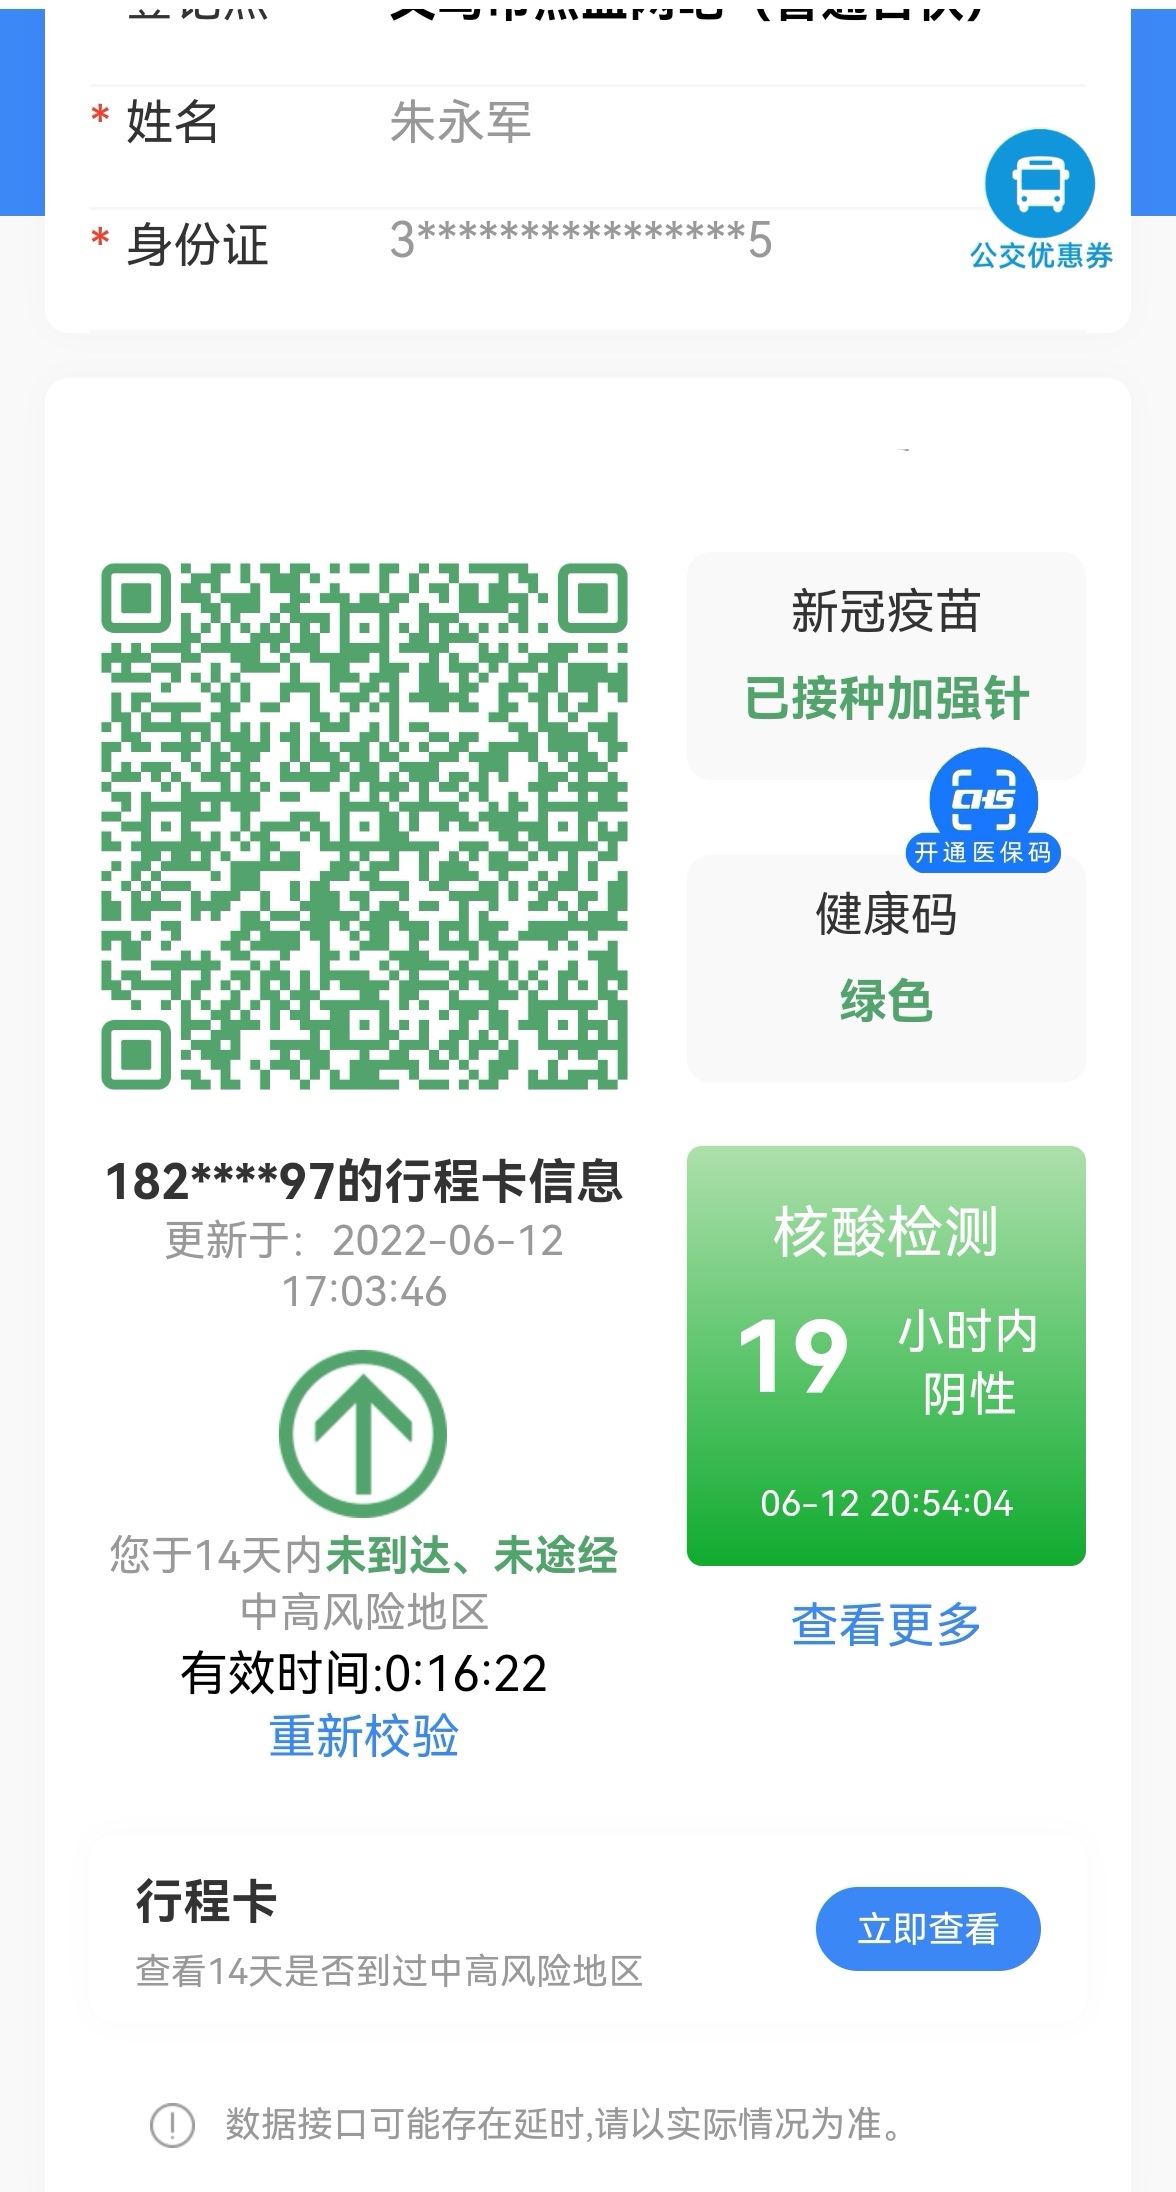 * 姓名 朱永军
* 身份证 3****************5
公交优惠券
新冠疫苗
已接种加强针
CHS
开通医保码
健康码
绿色
182****97的行程卡信息
更新于：2022-06-12
17:03:46
您于14天内未到达、未途经
中高风险地区
有效时间:0:16:22
重新校验
核酸检测
19 小时内
阴性
06-12 20:54:04
查看更多
行程卡
查看14天是否到过中高风险地区
立即查看
数据接口可能存在延时,请以实际情况为准。